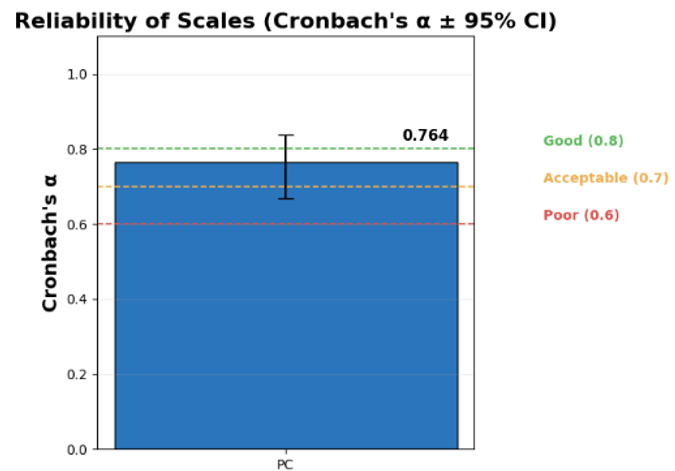 Reliability of Scales (Cronbach's α ± 95% CI)
Cronbach's α
1.0
0.8
0.6
0.4
0.2
0.0
0.764
PC
Good (0.8)
Acceptable (0.7)
Poor (0.6)